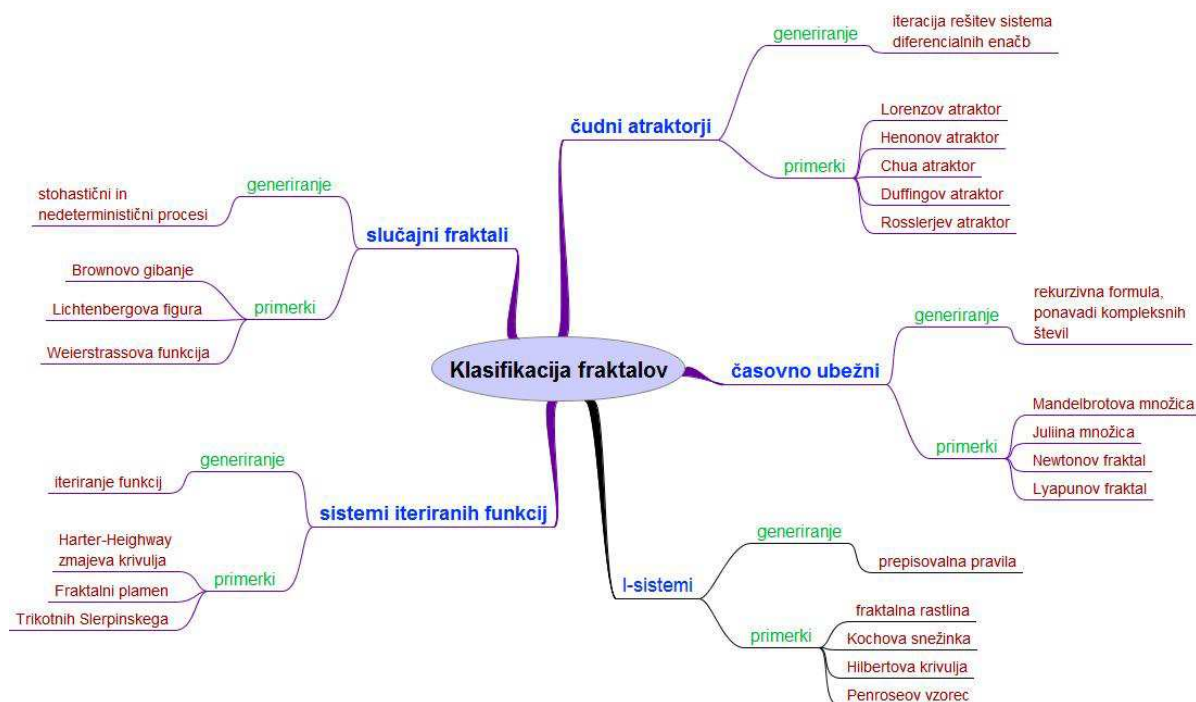 Klasifikacija fraktalov
čudni atraktorji
generiranje
iteracija rešitev sistema
diferencialnih enačb
primerki
Lorenzov atraktor
Henonov atraktor
Chua atraktor
Duffingov atraktor
Rosslerjev atraktor
časovno ubežni
generiranje
rekurzivna formula,
ponavadi kompleksnih
števil
primerki
Mandelbrotova množica
Juliina množica
Newtonov fraktal
Lyapunov fraktal
l-sistemi
generiranje
prepisovalna pravila
primerki
fraktalna rastlina
Kochova snežinka
Hilbertova krivulja
Penroseov vzorec
slučajni fraktali
generiranje
stohastični in
nedeterministični procesi
primerki
Brownovo gibanje
Lichtenbergova figura
Weierstrassova funkcija
sistemi iteriranih funkcij
generiranje
iteriranje funkcij
primerki
Harter-Heighway
zmajeva krivulja
Fraktalni plamen
Trikotnih SIerpinskega